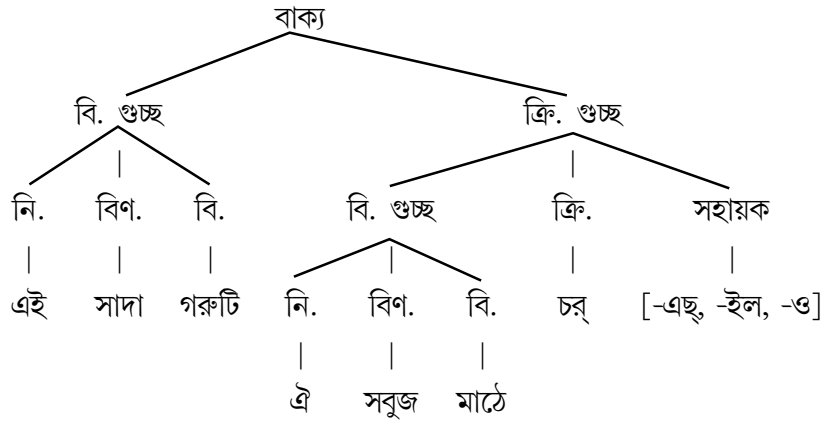 বাক্য
বি. গুচ্ছ ক্রি. গুচ্ছ
নি. বিণ. বি. বি. গুচ্ছ ক্রি. সহায়ক
এই সাদা গরুটি নি. বিণ. বি. চর্ [-এছ্, -ইল, -ও]
ঐ সবুজ মাঠে